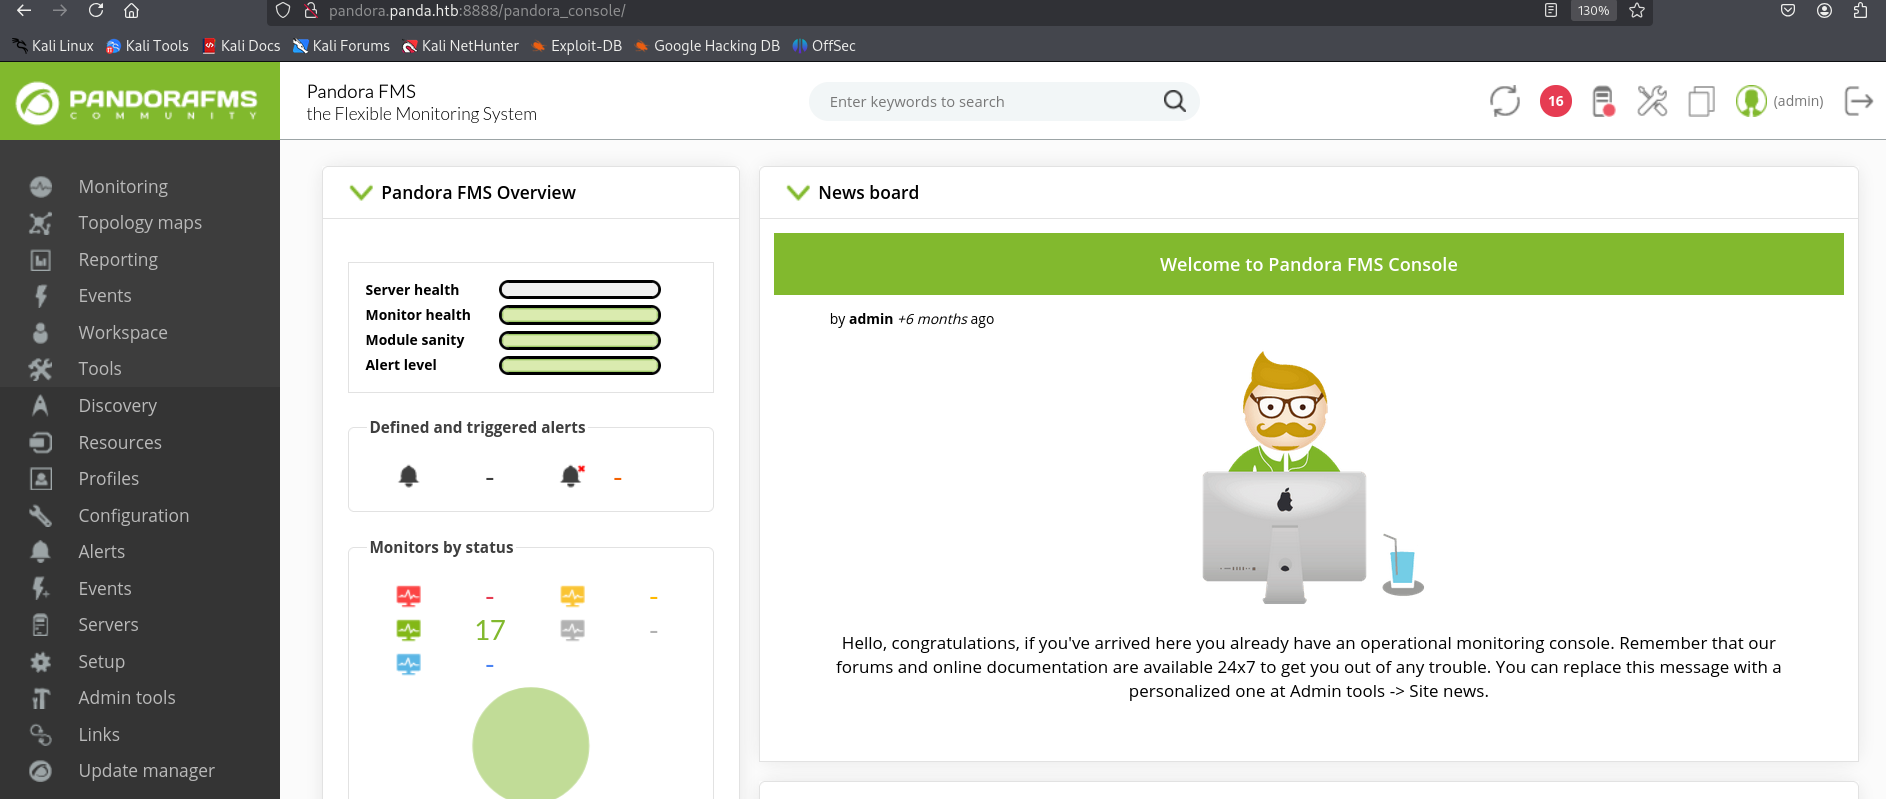 pandora.panda.htb:8888/pandora_console/
130%
Kali Linux Kali Tools Kali Docs Kali Forums Kali NetHunter Exploit-DB Google Hacking DB OffSec
PANDORAFMS
COMMUNITY
Pandora FMS
the Flexible Monitoring System
Enter keywords to search
16
(admin)
Monitoring
Topology maps
Reporting
Events
Workspace
Tools
Discovery
Resources
Profiles
Configuration
Alerts
Events
Servers
Setup
Admin tools
Links
Update manager
Pandora FMS Overview
Server health
Monitor health
Module sanity
Alert level
Defined and triggered alerts
- -
Monitors by status
- -
17 -
-
News board
Welcome to Pandora FMS Console
by admin +6 months ago
Hello, congratulations, if you've arrived here you already have an operational monitoring console. Remember that our
forums and online documentation are available 24x7 to get you out of any trouble. You can replace this message with a
personalized one at Admin tools -> Site news.